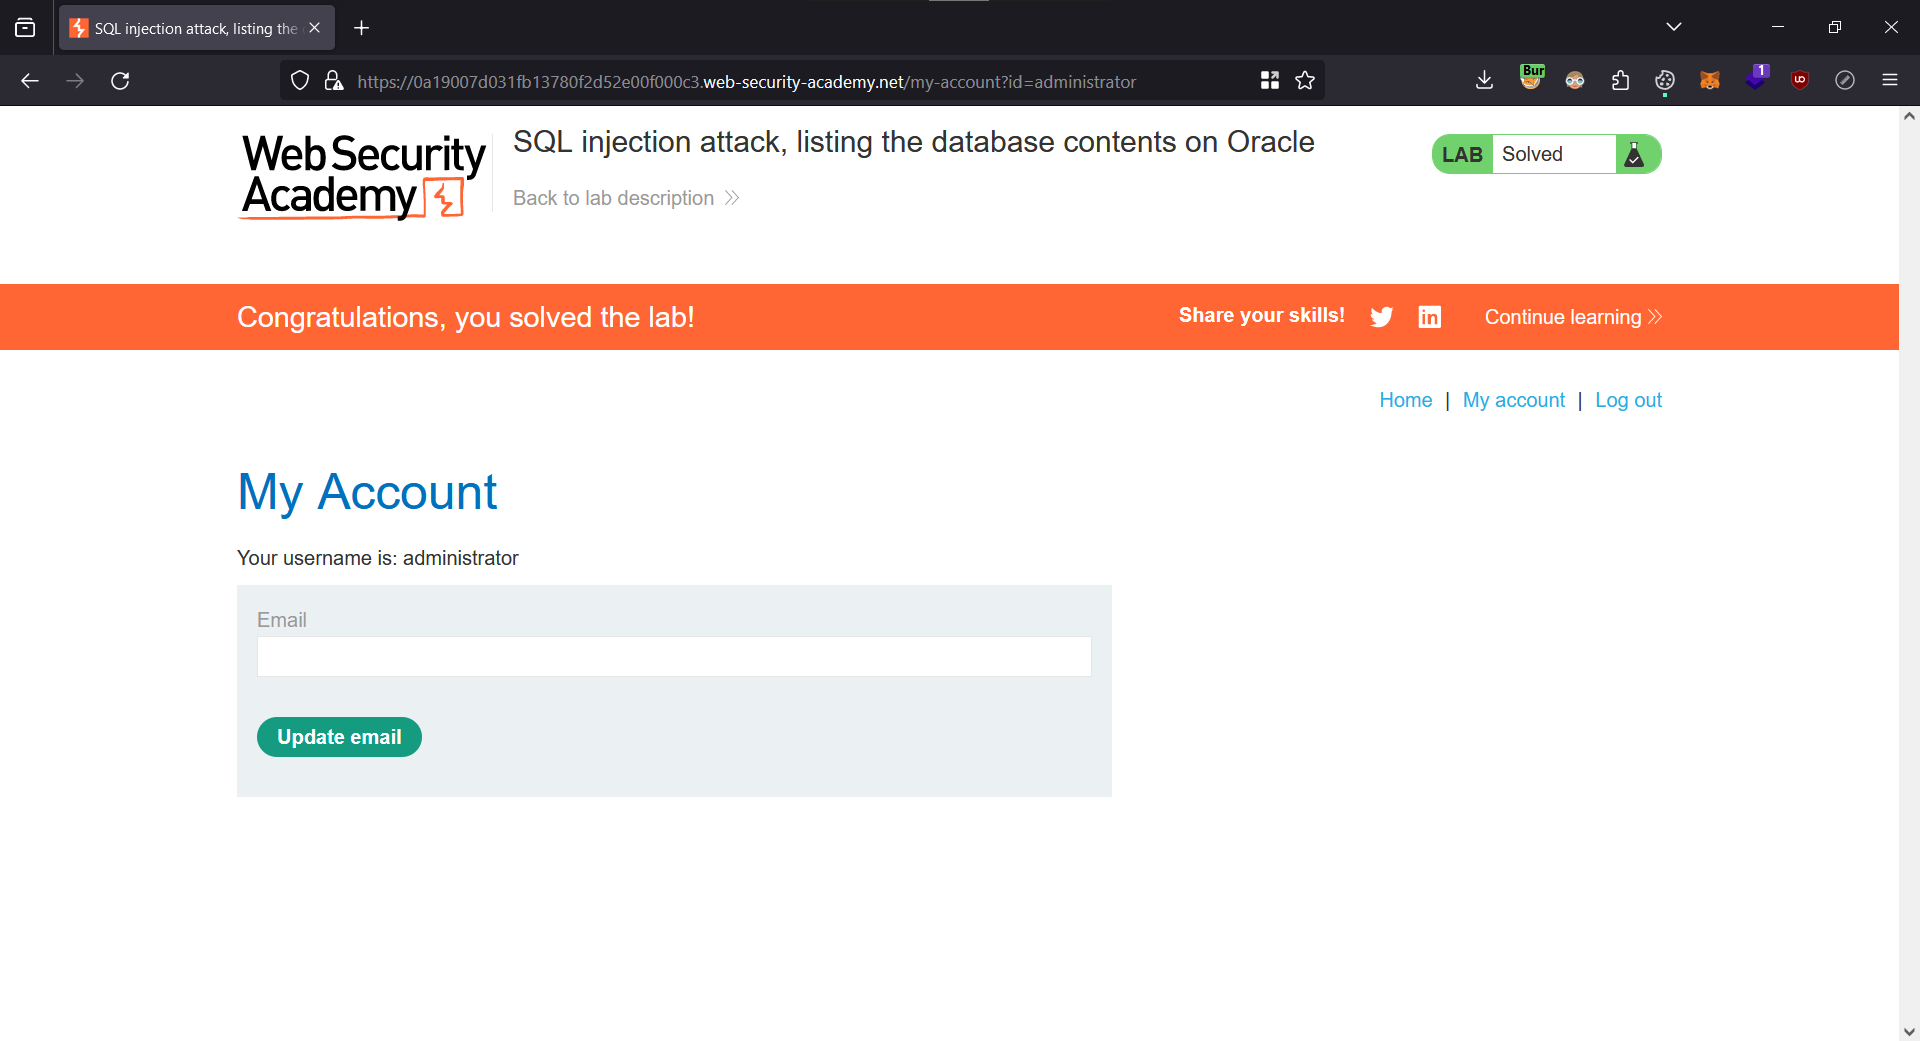 SQL injection attack, listing the
https://0a19007d031fb13780f2d52e00f000c3.web-security-academy.net/my-account?id=administrator
Bur
1
Web Security
Academy
SQL injection attack, listing the database contents on Oracle
Back to lab description
LAB Solved
Congratulations, you solved the lab!
Share your skills!
in
Continue learning
Home | My account | Log out
My Account
Your username is: administrator
Email
Update email